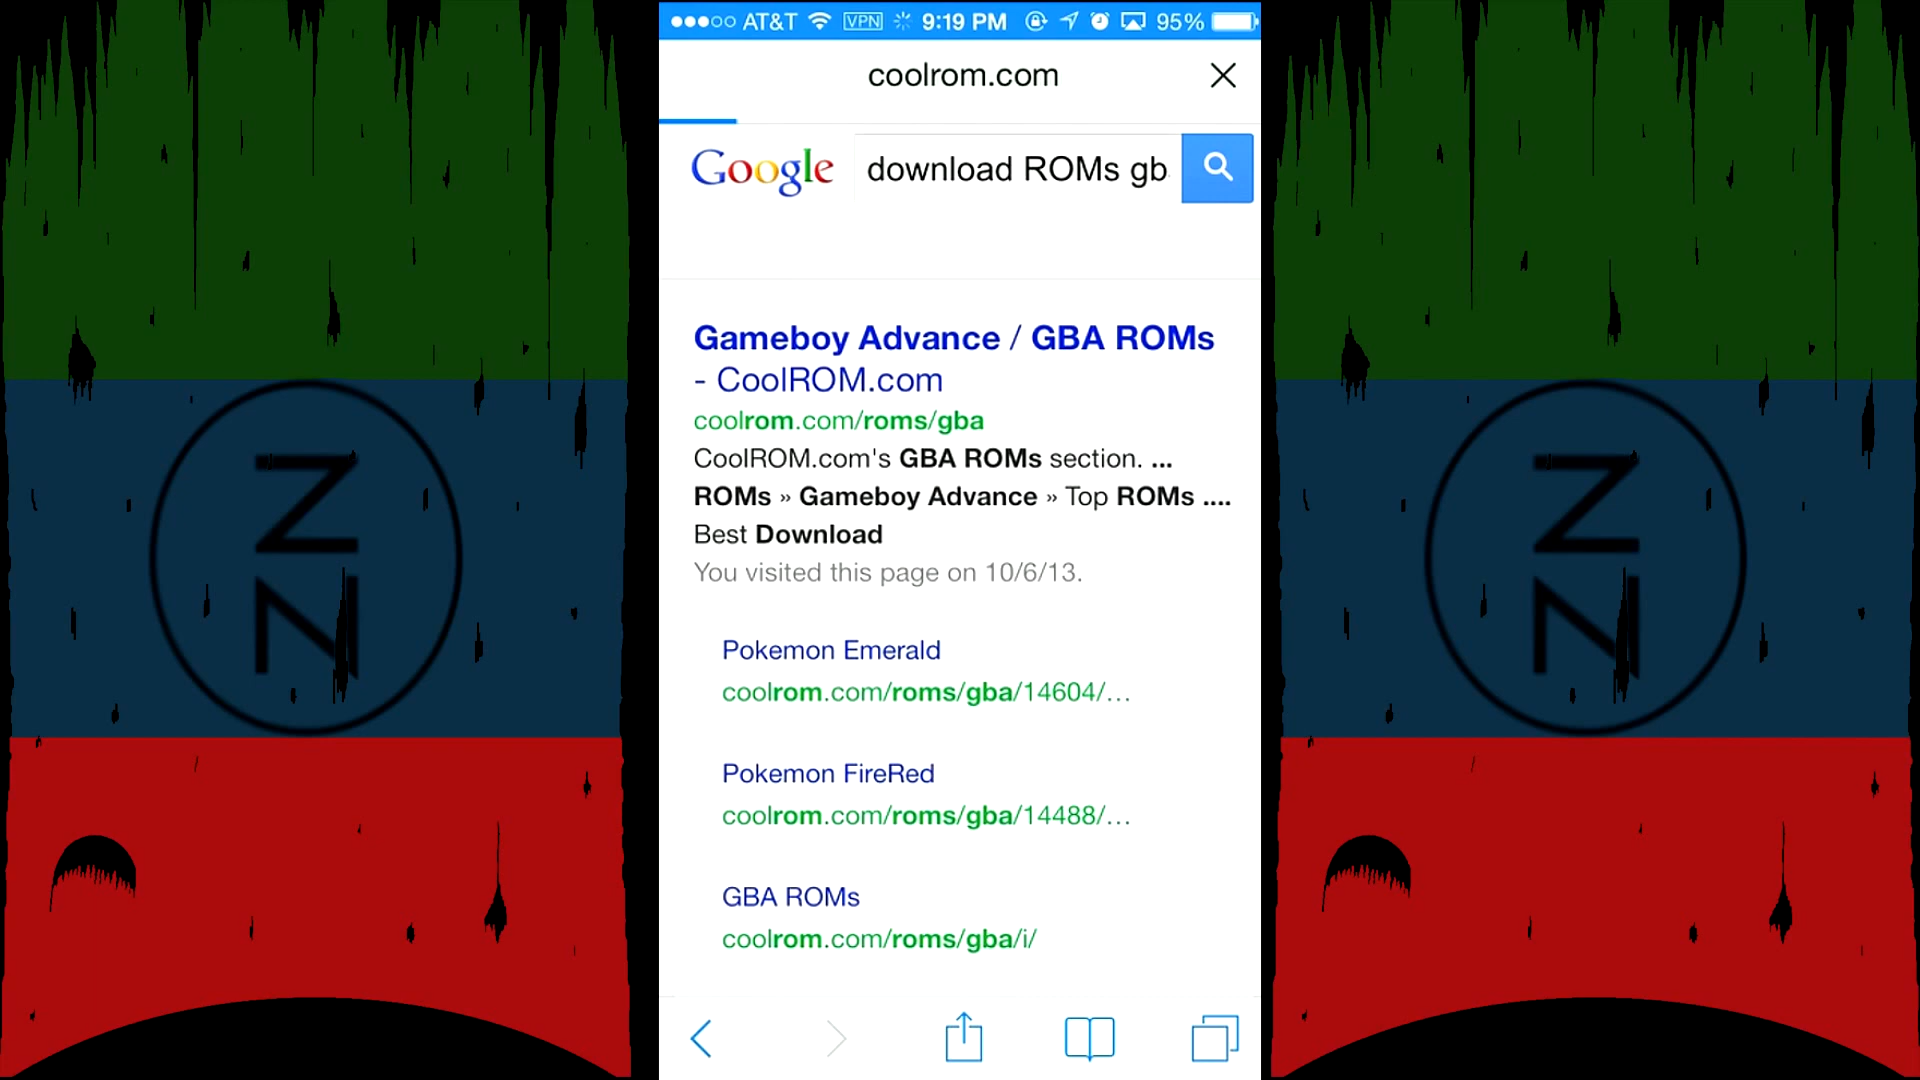 AT&T VPN 9:19 PM 95%
coolrom.com
Google download ROMs gb
Gameboy Advance / GBA ROMs
- CoolROM.com
coolrom.com/roms/gba
CoolROM.com's GBA ROMs section. ...
ROMs » Gameboy Advance » Top ROMs ....
Best Download
You visited this page on 10/6/13.
Pokemon Emerald
coolrom.com/roms/gba/14604/...
Pokemon FireRed
coolrom.com/roms/gba/14488/...
GBA ROMs
coolrom.com/roms/gba/i/